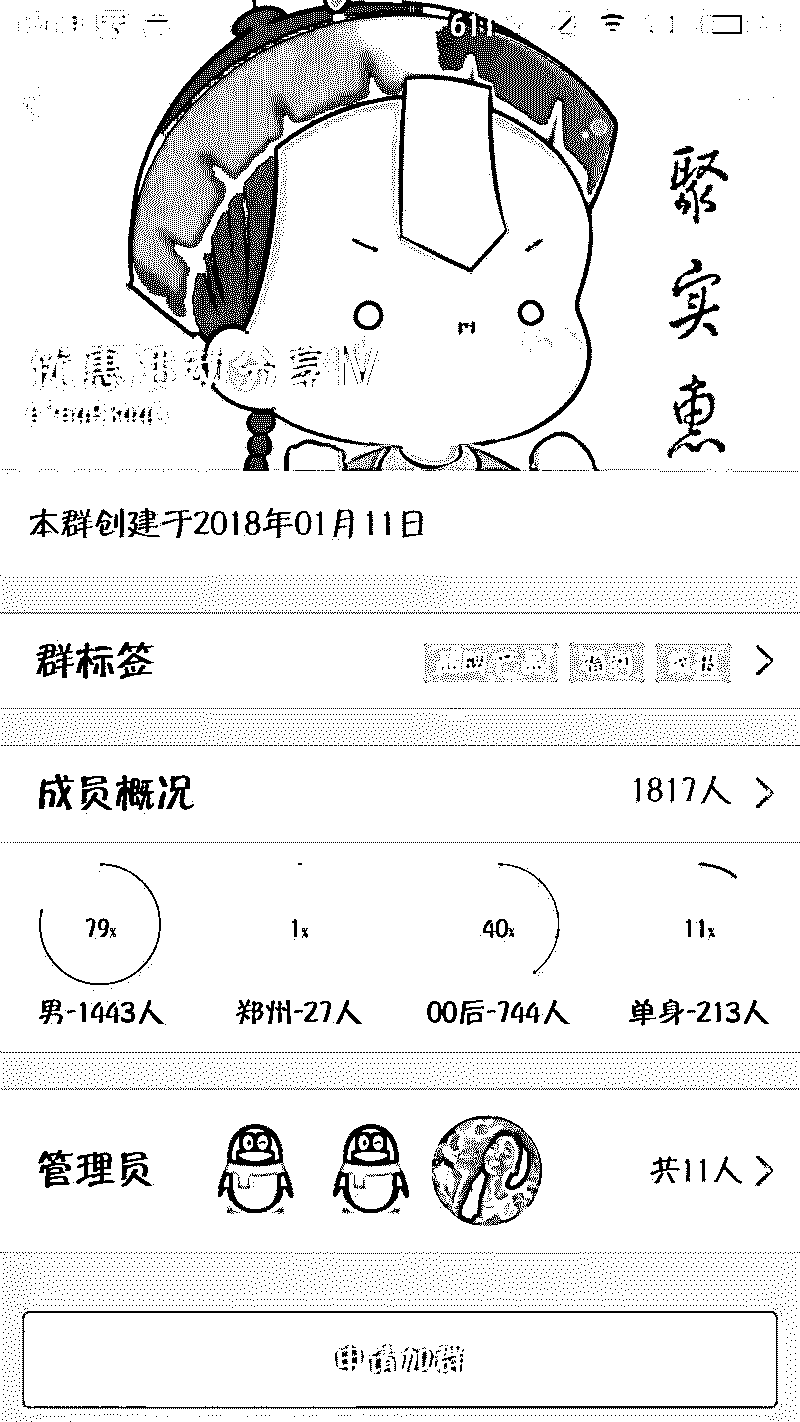 聚实惠
优惠活动分享Ⅳ
本群创建于2018年01月11日
群标签
成员概况 1817人
79% 1% 40% 11%
男-1443人 郑州-27人 00后-744人 单身-213人
管理员 共11人
申请加群